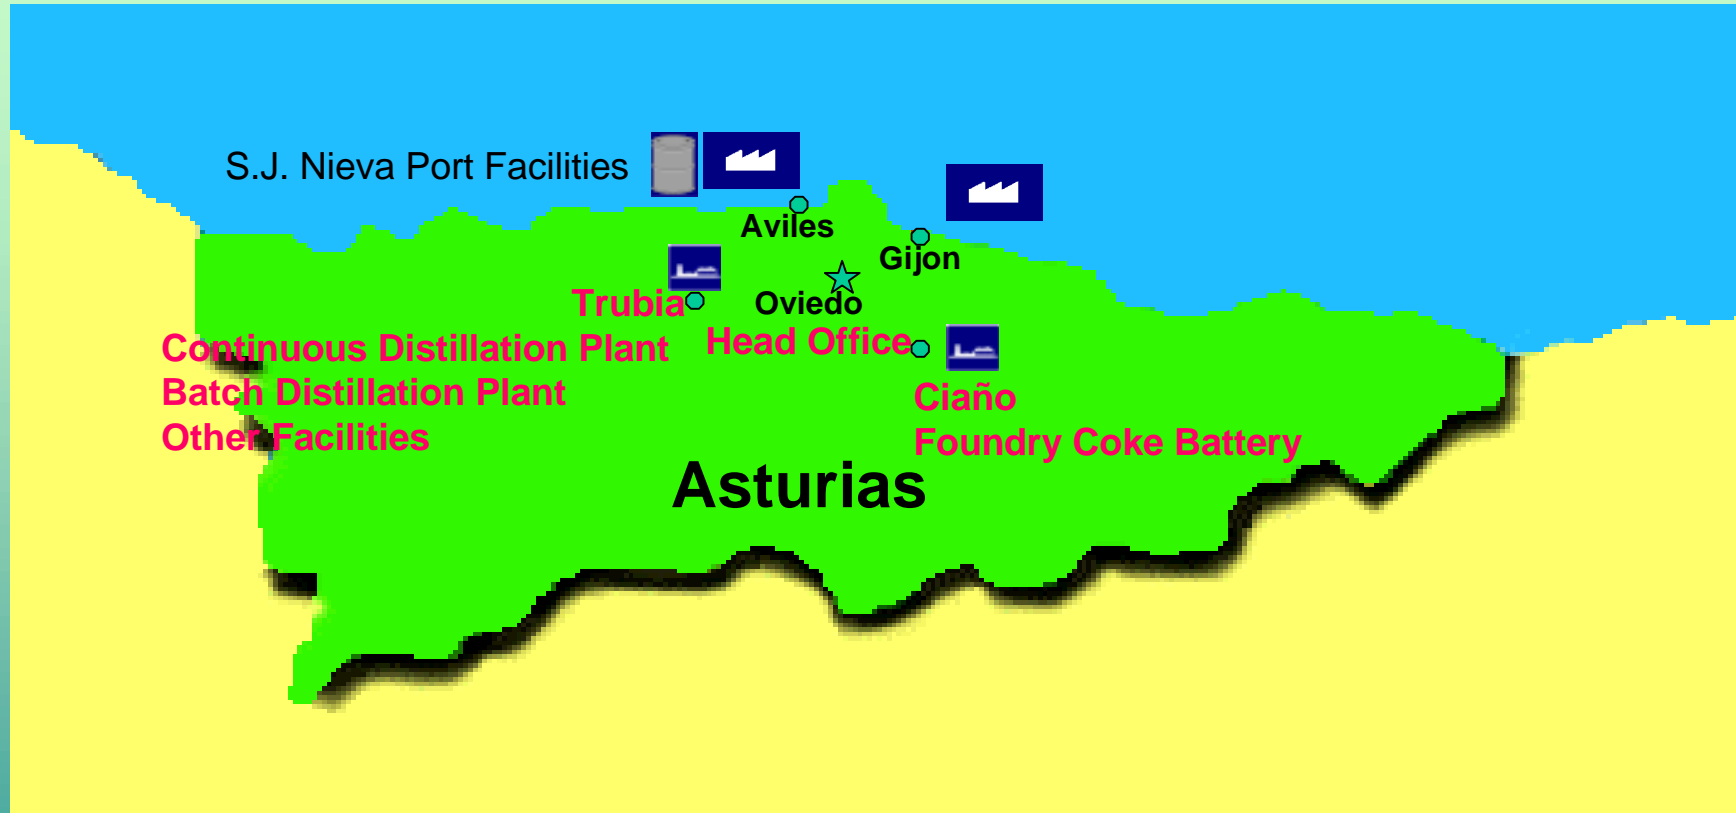 S.J. Nieva Port Facilities
Aviles
Gijon
Trubia
Oviedo
Continuous Distillation Plant
Head Office
Batch Distillation Plant
Ciaño
Other Facilities
Foundry Coke Battery
Asturias